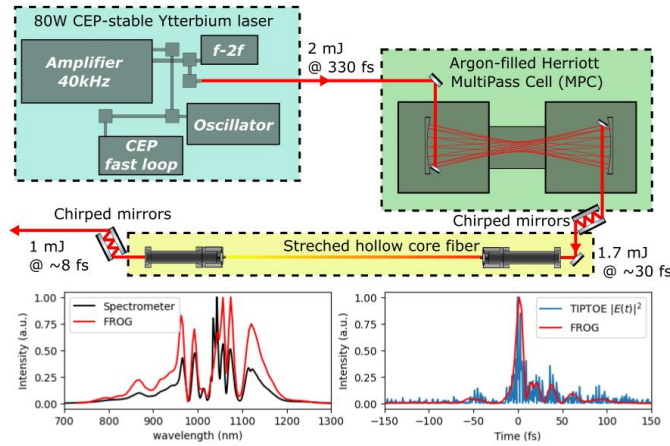 80W CEP-stable Ytterbium laser
Amplifier
40kHz
f-2f
Oscillator
CEP
fast loop
2 mJ
@ 330 fs
Argon-filled Herriott
MultiPass Cell (MPC)
Chirped mirrors
1 mJ
@ ~8 fs
Streched hollow core fiber
Chirped mirrors
1.7 mJ
@ ~30 fs
Intensity (a.u.)
1.00
0.75
0.50
0.25
0.00
Spectrometer
FROG
700 800 900 1000 1100 1200 1300
wavelength (nm)
Intensity (a.u.)
1.00
0.75
0.50
0.25
0.00
TIPTOE |E(t)|²
FROG
−150 −100 −50 0 50 100 150
Time (fs)